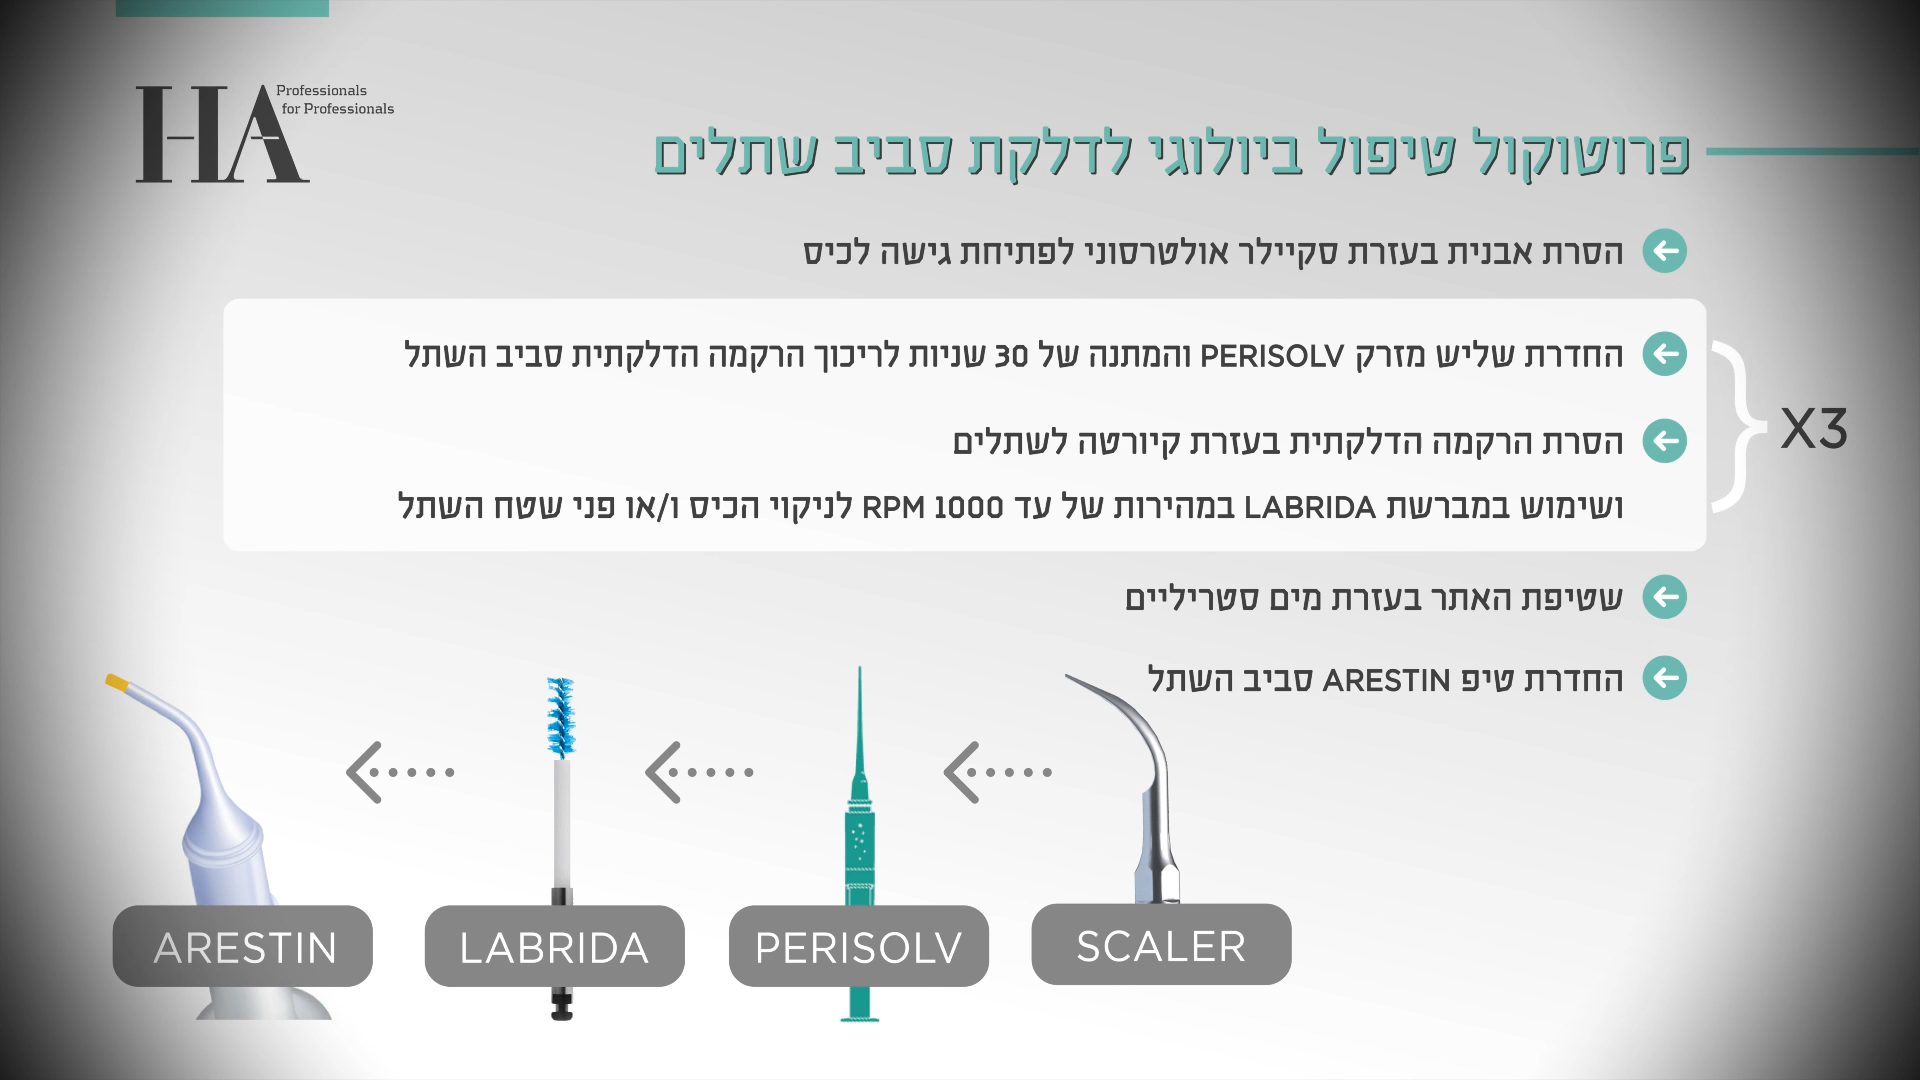 HA
Professionals
for Professionals
פרוטוקול טיפול ביולוגי לדלקת סביב שתלים
הסרת אבנית בעזרת סקיילר אולטרסוני לפתיחת גישה לכיס
החדרת שליש מזרק PERISOLV והמתנה של 30 שניות לריכוך הרקמה הדלקתית סביב השתל
הסרת הרקמה הדלקתית בעזרת קיורטה לשתלים
ושימוש במברשת LABRIDA במהירות של עד 1000 RPM לניקוי הכיס ו/או פני שטח השתל
X3
שטיפת האתר בעזרת מים סטריליים
החדרת טיפ ARESTIN סביב השתל
SCALER
PERISOLV
LABRIDA
ARESTIN